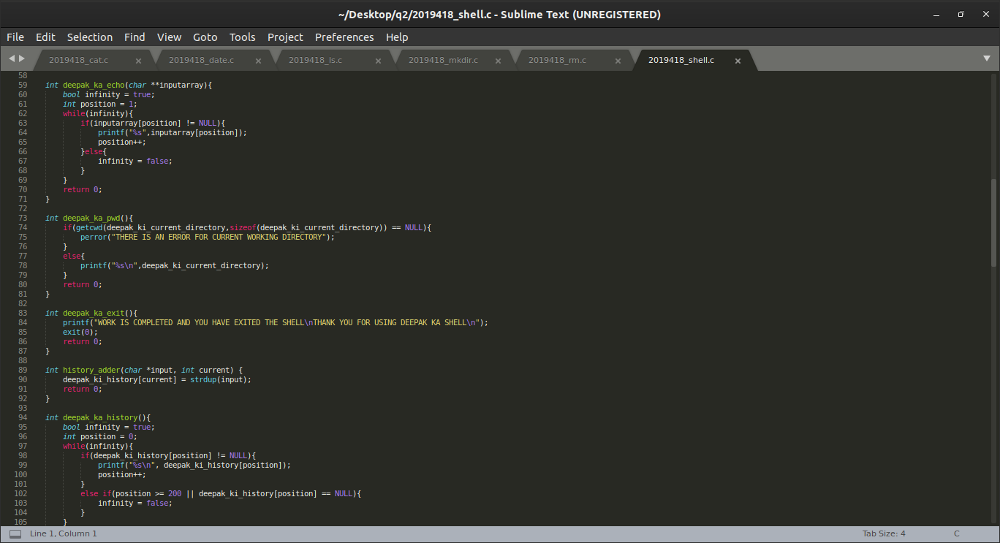 ~/Desktop/q2/2019418_shell.c - Sublime Text (UNREGISTERED)
File Edit Selection Find View Goto Tools Project Preferences Help
2019418_cat.c 2019418_date.c 2019418_ls.c 2019418_mkdir.c 2019418_rm.c 2019418_shell.c
58
59 int deepak_ka_echo(char **inputarray){
60 bool infinity = true;
61 int position = 1;
62 while(infinity){
63 if(inputarray[position] != NULL){
64 printf("%s",inputarray[position]);
65 position++;
66 }else{
67 infinity = false;
68 }
69 }
70 return 0;
71 }
72
73 int deepak_ka_pwd(){
74 if(getcwd(deepak_ki_current_directory,sizeof(deepak_ki_current_directory)) == NULL){
75 perror("THERE IS AN ERROR FOR CURRENT WORKING DIRECTORY");
76 }
77 else{
78 printf("%s\n",deepak_ki_current_directory);
79 }
80 return 0;
81 }
82
83 int deepak_ka_exit(){
84 printf("WORK IS COMPLETED AND YOU HAVE EXITED THE SHELL\nTHANK YOU FOR USING DEEPAK KA SHELL\n");
85 exit(0);
86 return 0;
87 }
88
89 int history_adder(char *input, int current) {
90 deepak_ki_history[current] = strdup(input);
91 return 0;
92 }
93
94 int deepak_ka_history(){
95 bool infinity = true;
96 int position = 0;
97 while(infinity){
98 if(deepak_ki_history[position] != NULL){
99 printf("%s\n", deepak_ki_history[position]);
100 position++;
101 }
102 else if(position >= 200 || deepak_ki_history[position] == NULL){
103 infinity = false;
104 }
105 }
Line 1, Column 1 Tab Size: 4 C